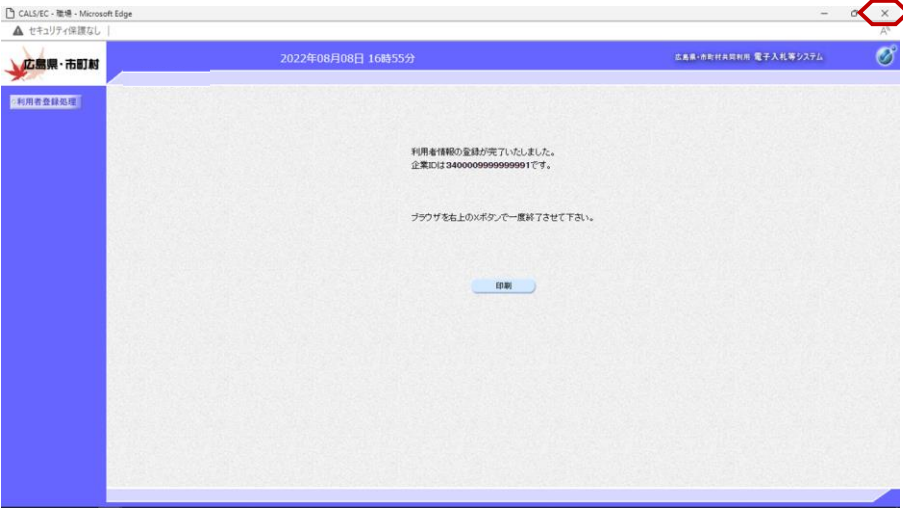 CALS/EC - 職場 - Microsoft Edge
セキュリティ保護なし
A
広島県・市町村
2022年08月08日 16時55分
広島県・市町村共同利用 電子入札等システム
利用者登録処理
利用者情報の登録が完了いたしました。
企業IDは3400009999999991です。
ブラウザを右上の×ボタンで一度終了させて下さい。
印刷